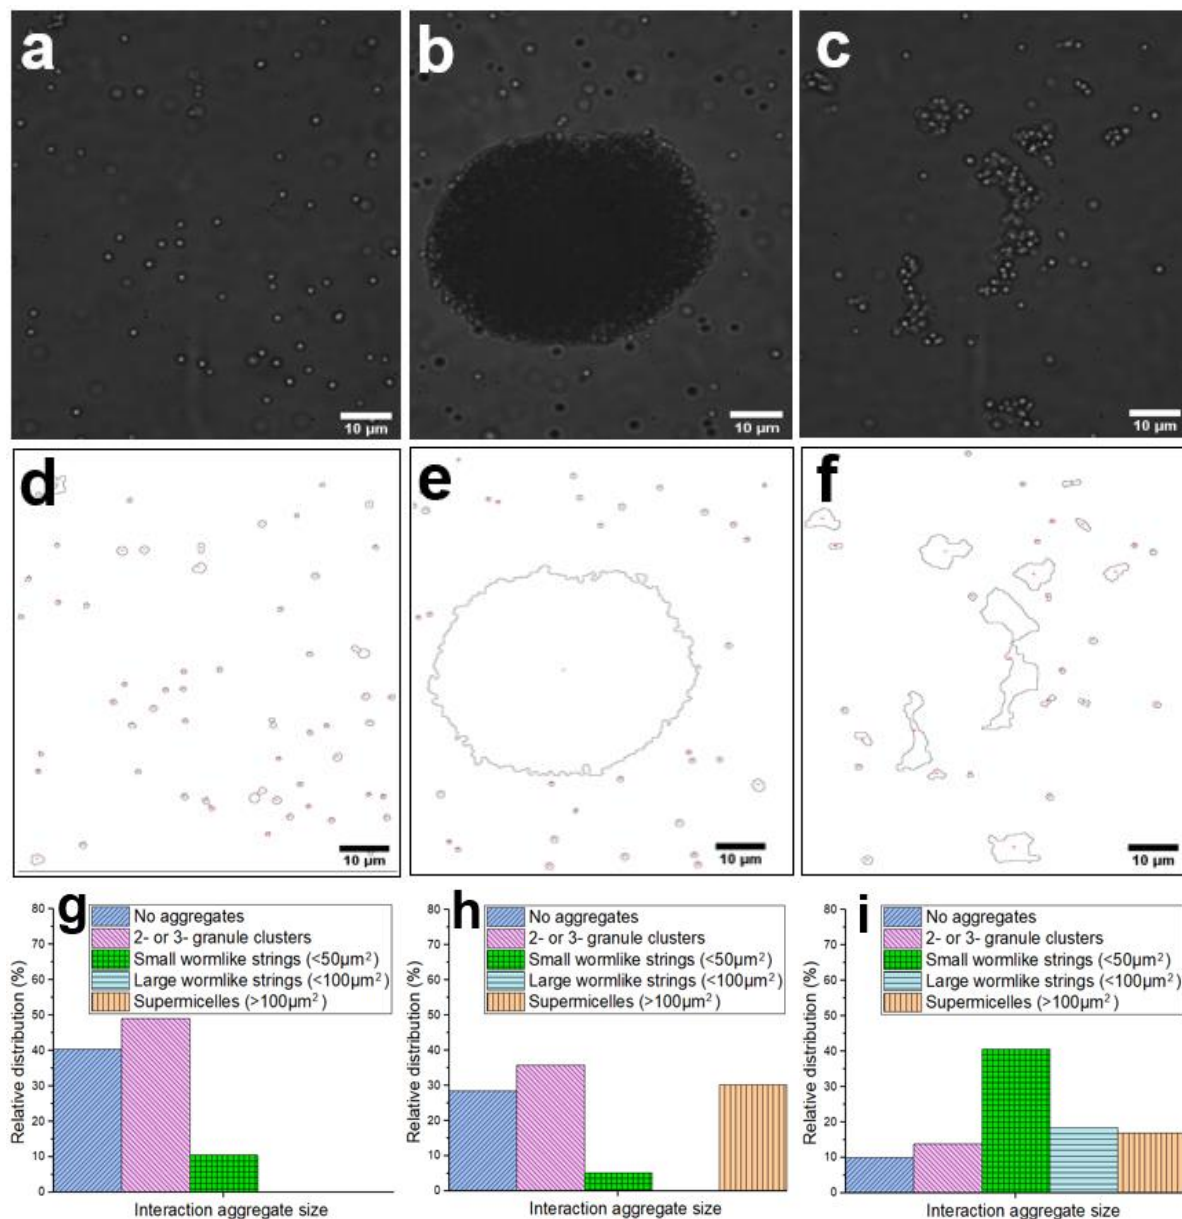 a
b
c
10 µm
10 µm
10 µm
d
e
f
10 µm
10 µm
10 µm
g
h
i
Relative distribution (%)
80
70
60
50
40
30
20
10
0
No aggregates
2- or 3- granule clusters
Small wormlike strings (<50µm²)
Large wormlike strings (<100µm²)
Supermicelles (>100µm²)
Interaction aggregate size
Relative distribution (%)
80
70
60
50
40
30
20
10
0
No aggregates
2- or 3- granule clusters
Small wormlike strings (<50µm²)
Large wormlike strings (<100µm²)
Supermicelles (>100µm²)
Interaction aggregate size
Relative distribution (%)
80
70
60
50
40
30
20
10
0
No aggregates
2- or 3- granule clusters
Small wormlike strings (<50µm²)
Large wormlike strings (<100µm²)
Supermicelles (>100µm²)
Interaction aggregate size